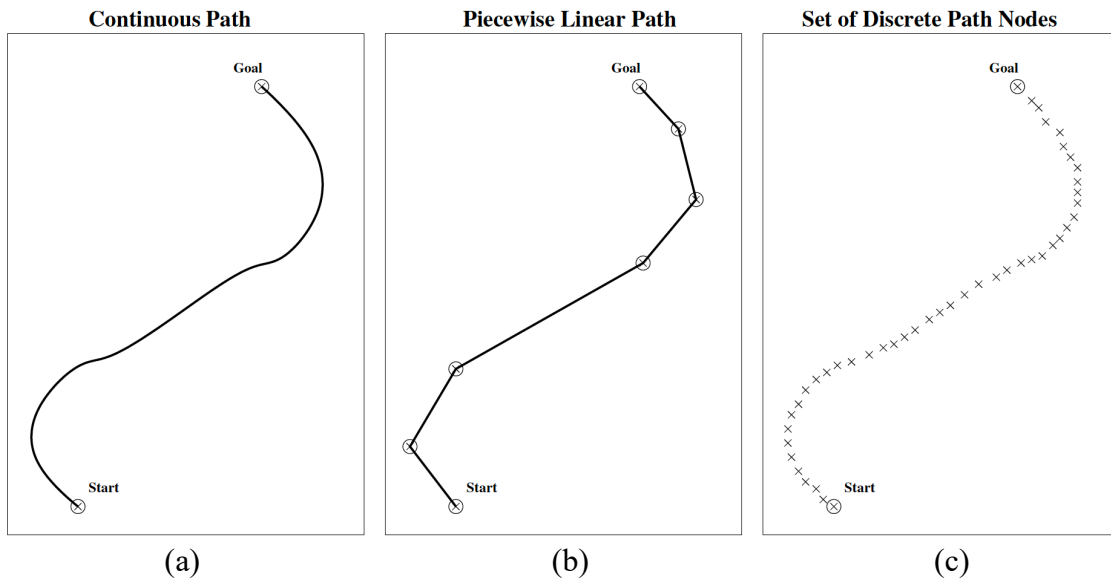 Continuous Path
Goal
Start
(a)
Piecewise Linear Path
Goal
Start
(b)
Set of Discrete Path Nodes
Goal
Start
(c)